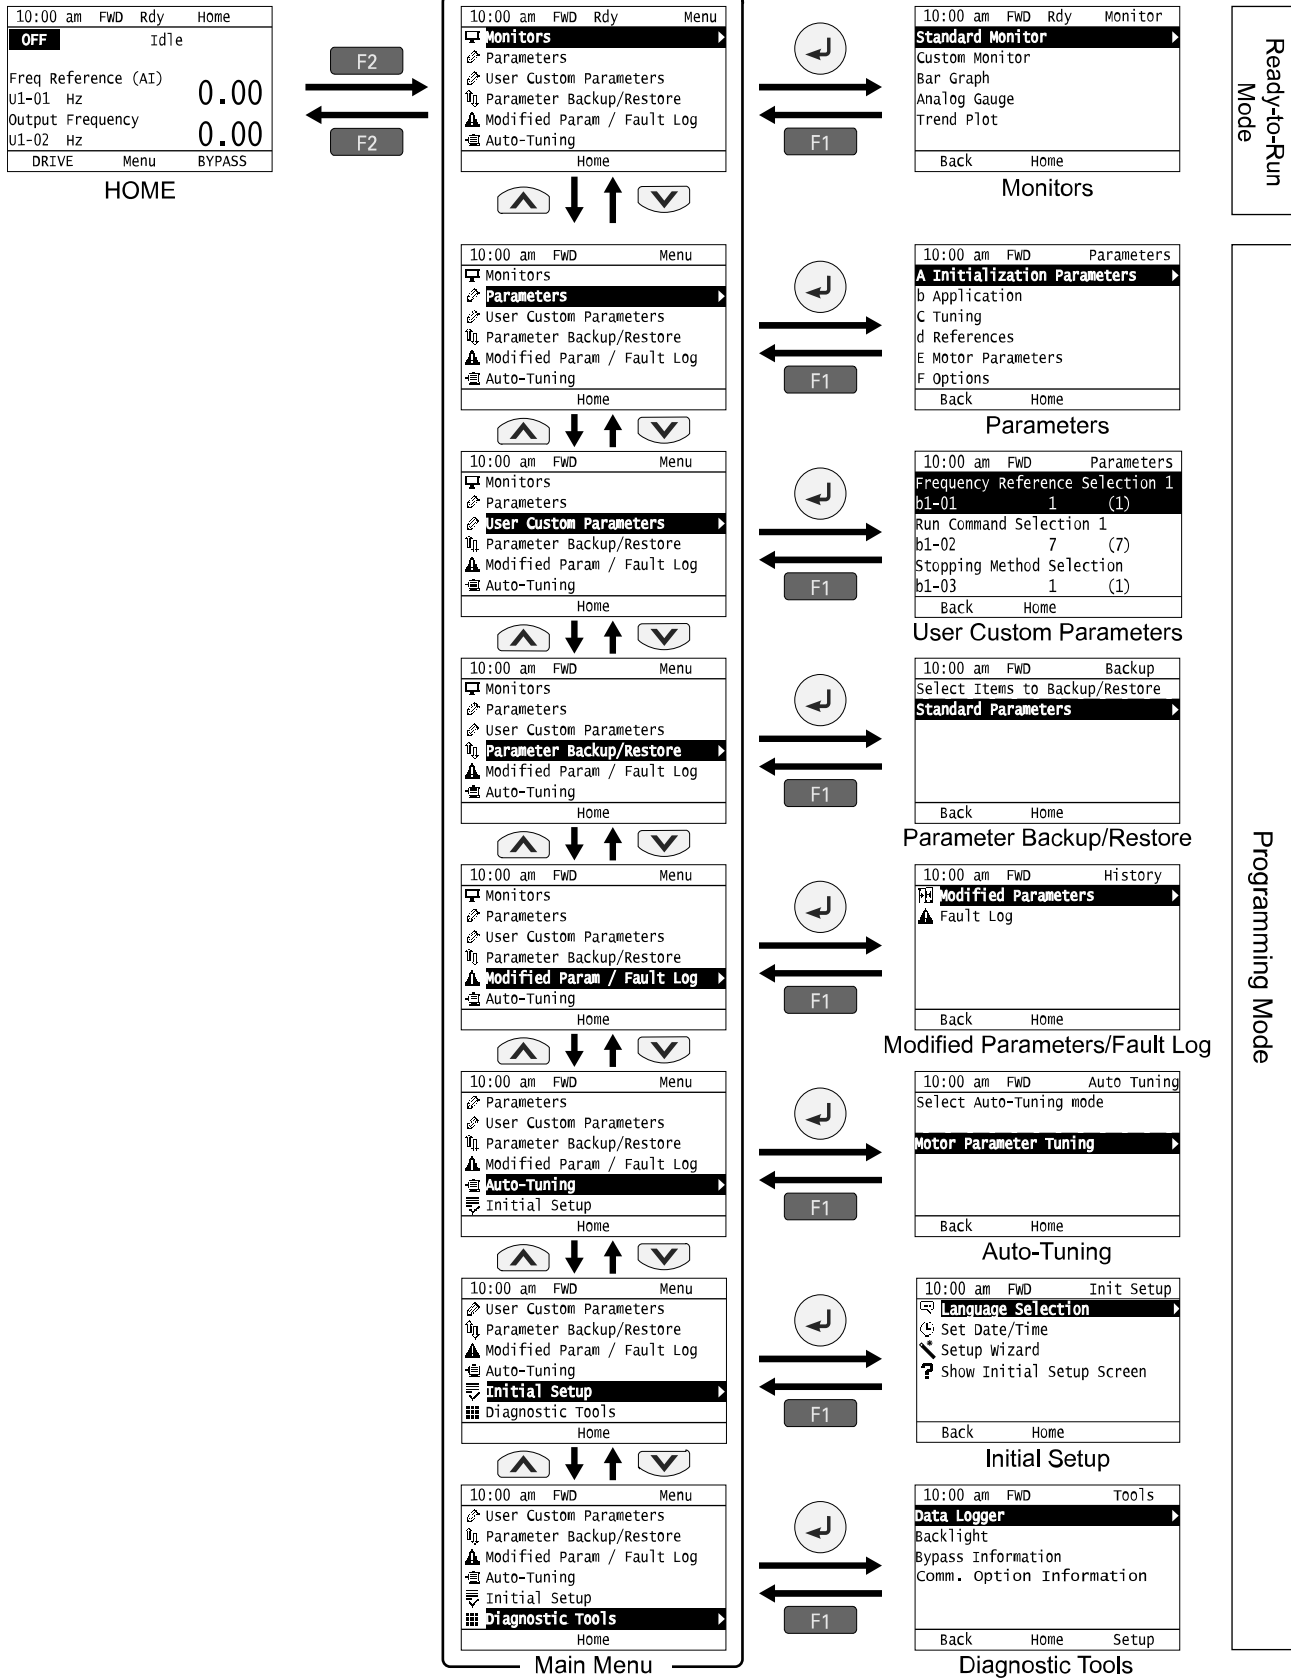 10:00 am FWD Rdy Home
OFF Idle
Freq Reference (AI)
U1-01 Hz 0.00
Output Frequency
U1-02 Hz 0.00
DRIVE Menu BYPASS
HOME
F2
F2
10:00 am FWD Rdy Menu
Monitors
Parameters
User Custom Parameters
Parameter Backup/Restore
Modified Param / Fault Log
Auto-Tuning
Home
F1
10:00 am FWD Rdy Monitor
Standard Monitor
Custom Monitor
Bar Graph
Analog Gauge
Trend Plot
Back Home
Monitors
Ready-to-Run
Mode
10:00 am FWD Menu
Monitors
Parameters
User Custom Parameters
Parameter Backup/Restore
Modified Param / Fault Log
Auto-Tuning
Home
F1
10:00 am FWD Parameters
A Initialization Parameters
b Application
C Tuning
d References
E Motor Parameters
F Options
Back Home
Parameters
10:00 am FWD Menu
Monitors
Parameters
User Custom Parameters
Parameter Backup/Restore
Modified Param / Fault Log
Auto-Tuning
Home
F1
10:00 am FWD Parameters
Frequency Reference Selection 1
b1-01 1 (1)
Run Command Selection 1
b1-02 7 (7)
Stopping Method Selection
b1-03 1 (1)
Back Home
User Custom Parameters
10:00 am FWD Menu
Monitors
Parameters
User Custom Parameters
Parameter Backup/Restore
Modified Param / Fault Log
Auto-Tuning
Home
F1
10:00 am FWD Backup
Select Items to Backup/Restore
Standard Parameters
Back Home
Parameter Backup/Restore
10:00 am FWD Menu
Monitors
Parameters
User Custom Parameters
Parameter Backup/Restore
Modified Param / Fault Log
Auto-Tuning
Home
F1
10:00 am FWD History
Modified Parameters
Fault Log
Back Home
Modified Parameters/Fault Log
Programming Mode
10:00 am FWD Menu
Parameters
User Custom Parameters
Parameter Backup/Restore
Modified Param / Fault Log
Auto-Tuning
Initial Setup
Home
F1
10:00 am FWD Auto Tuning
Select Auto-Tuning mode
Motor Parameter Tuning
Back Home
Auto-Tuning
10:00 am FWD Menu
User Custom Parameters
Parameter Backup/Restore
Modified Param / Fault Log
Auto-Tuning
Initial Setup
Diagnostic Tools
Home
F1
10:00 am FWD Init Setup
Language Selection
Set Date/Time
Setup Wizard
Show Initial Setup Screen
Back Home
Initial Setup
10:00 am FWD Menu
User Custom Parameters
Parameter Backup/Restore
Modified Param / Fault Log
Auto-Tuning
Initial Setup
Diagnostic Tools
Home
Main Menu
F1
10:00 am FWD Tools
Data Logger
Backlight
Bypass Information
Comm. Option Information
Back Home Setup
Diagnostic Tools